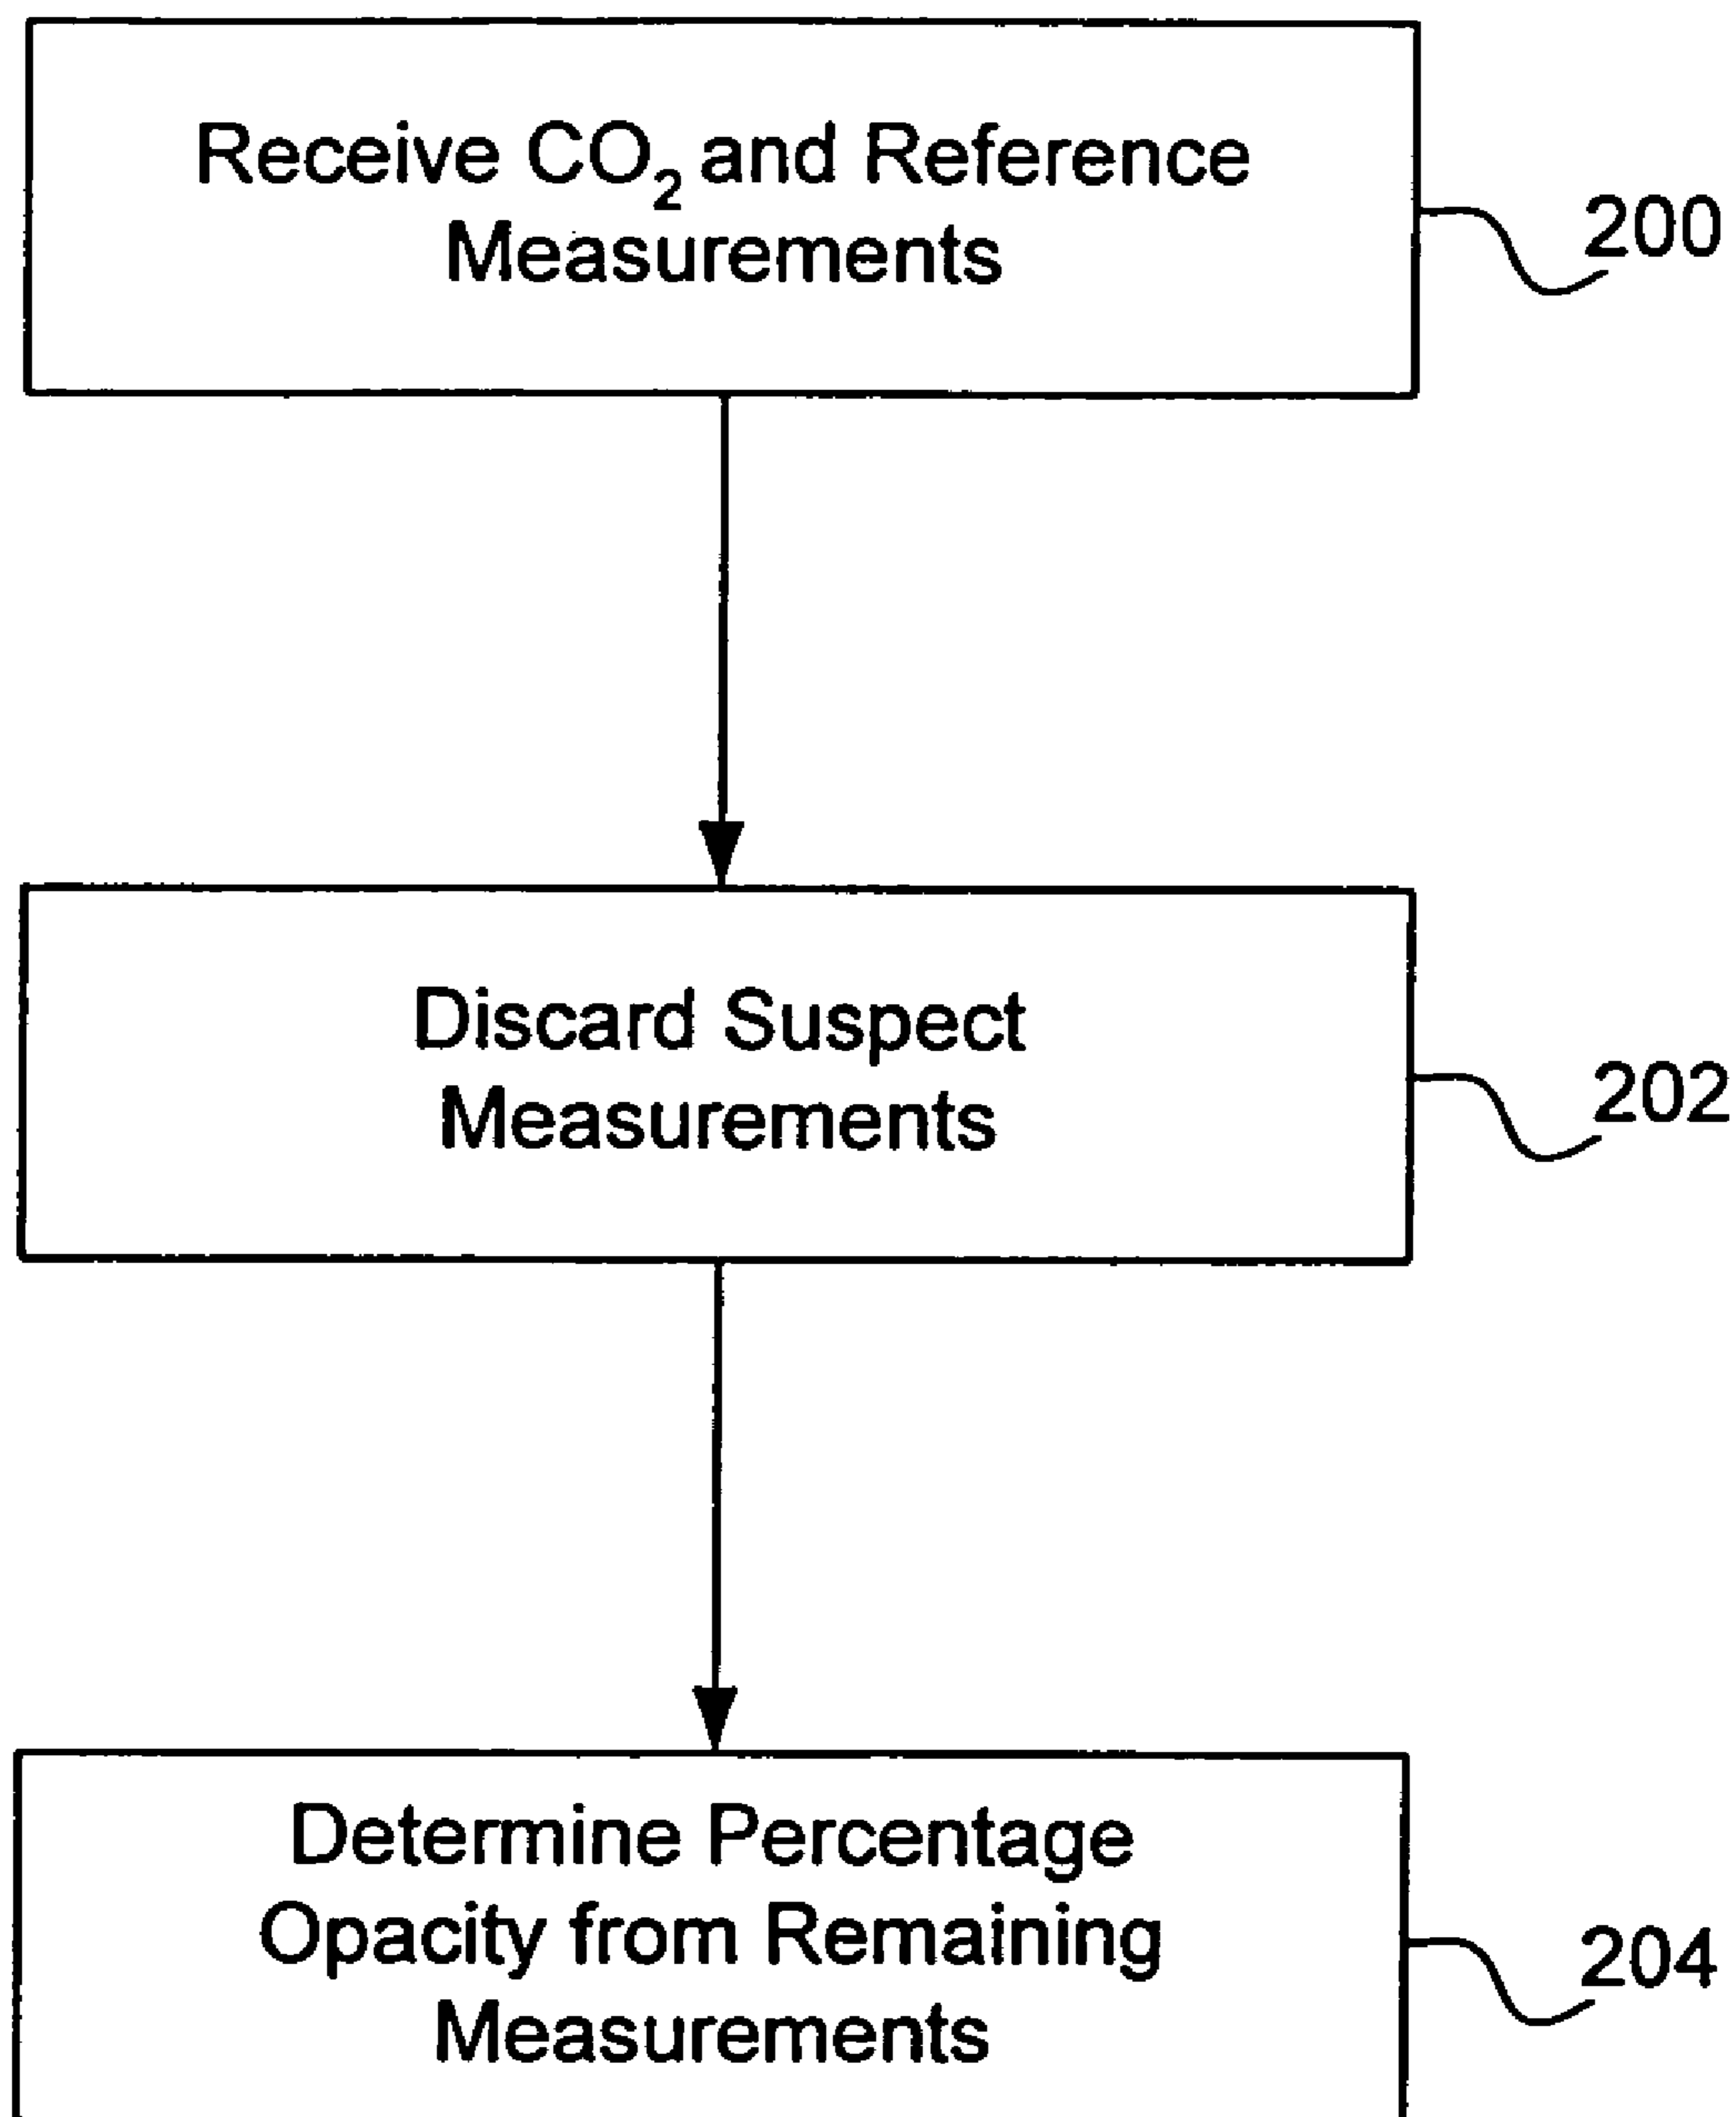 Receive CO₂ and Reference
Measurements
200
Discard Suspect
Measurements
202
Determine Percentage
Opacity from Remaining
Measurements
204